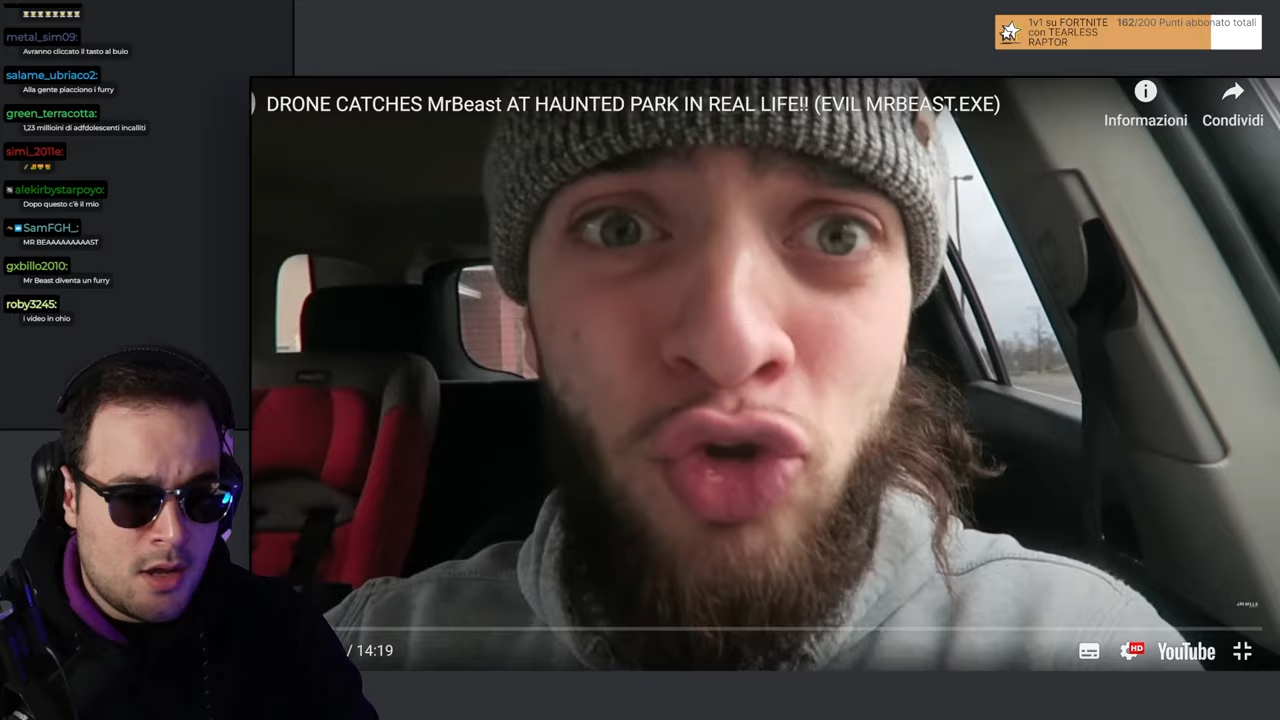 metal_sim09:
Avranno cliccato il tasto al buio
salame_ubriaco2:
Alla gente piacciono i furry
green_terracotta:
1,23 millioini di adfdolescenti incalliti
simi_2011e:
alekirbystarpoyo:
Dopo questo c'è il mio
SamFGH_:
MR BEAAAAAAAAAST
gxbillo2010:
Mr Beast diventa un furry
roby3245:
i video in ohio
1v1 su FORTNITE con TEARLESS RAPTOR
162/200 Punti abbonato totali
DRONE CATCHES MrBeast AT HAUNTED PARK IN REAL LIFE!! (EVIL MRBEAST.EXE)
Informazioni
Condividi
/ 14:19
HD
YouTube